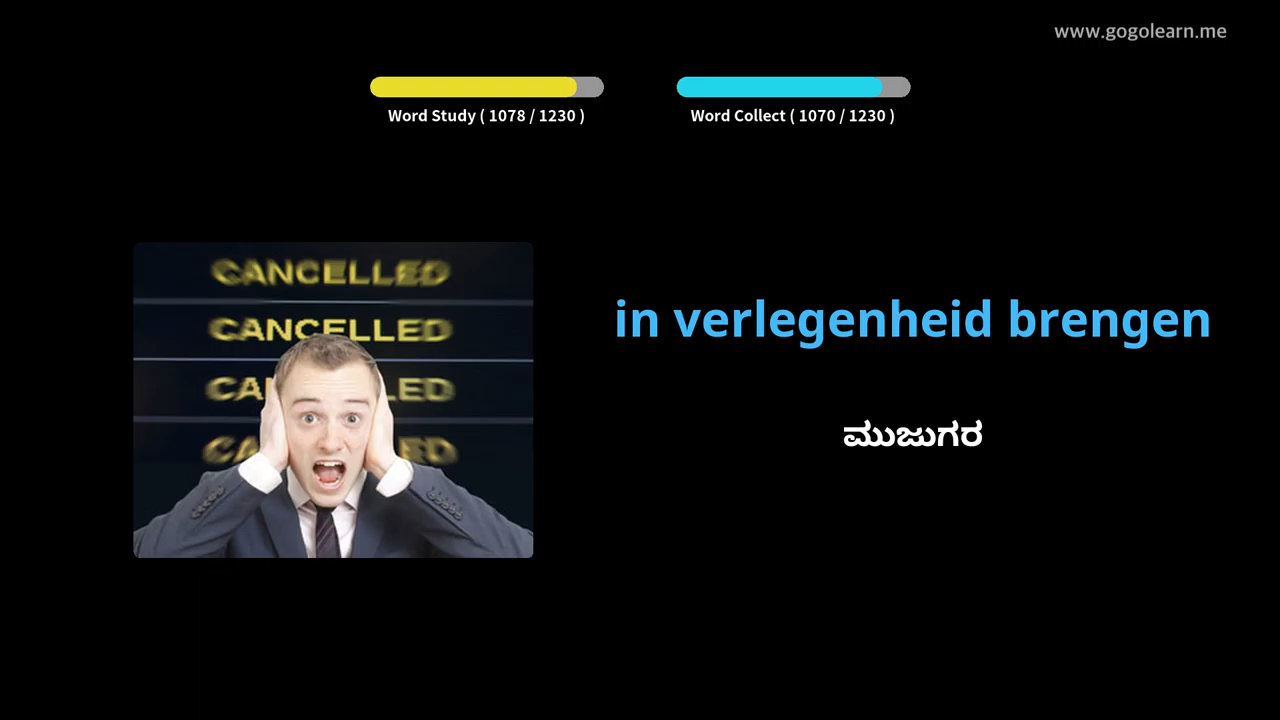 www.gogolearn.me
Word Study ( 1078 / 1230 )
Word Collect ( 1070 / 1230 )
CANCELLED
CANCELLED
in verlegenheid brengen
ಮುಜುಗರ